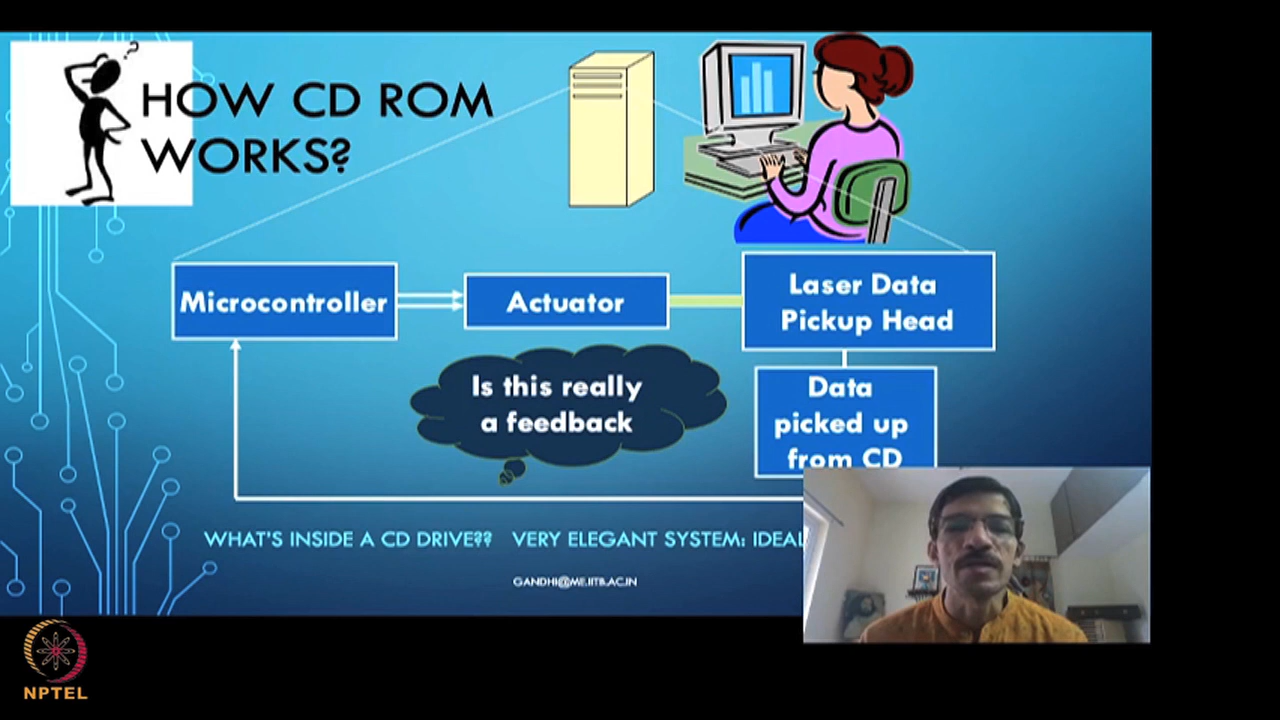 ?
HOW CD ROM
WORKS?
Microcontroller
Actuator
Laser Data
Pickup Head
Is this really
a feedback
Data
picked up
from CD
WHAT'S INSIDE A CD DRIVE?? VERY ELEGANT SYSTEM: IDEAL
GANDHI@ME.IITB.AC.IN
NPTEL